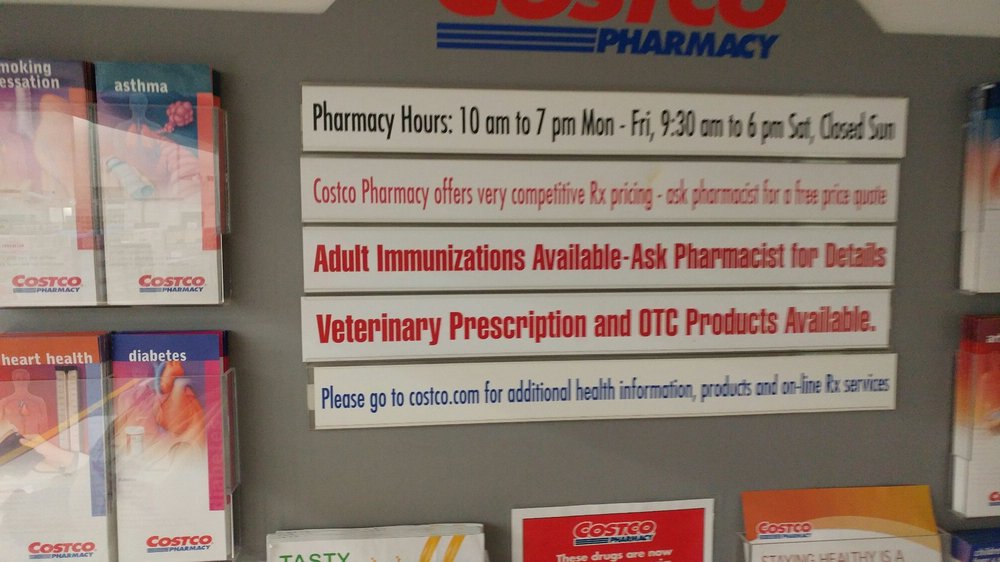 COSTCO
PHARMACY
moking
essation
asthma
Pharmacy Hours: 10 am to 7 pm Mon - Fri, 9:30 am to 6 pm Sat, Closed Sun
Costco Pharmacy offers very competitive Rx pricing - ask pharmacist for a free price quote
Adult Immunizations Available-Ask Pharmacist for Details
Veterinary Prescription and OTC Products Available.
Please go to costco.com for additional health information, products and on-line Rx services
COSTCO
PHARMACY
COSTCO
PHARMACY
heart health
diabetes
COSTCO
PHARMACY
COSTCO
PHARMACY
TASTY
COSTCO
PHARMACY
These drugs are now
COSTCO
PHARMACY
STAYING HEALTHY IS A